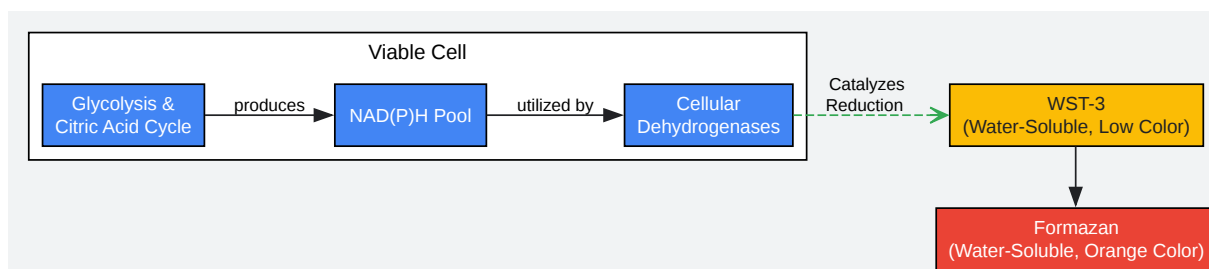 Viable Cell
Glycolysis &
Citric Acid Cycle
produces
NAD(P)H Pool
utilized by
Cellular
Dehydrogenases
Catalyzes
Reduction
WST-3
(Water-Soluble, Low Color)
Formazan
(Water-Soluble, Orange Color)